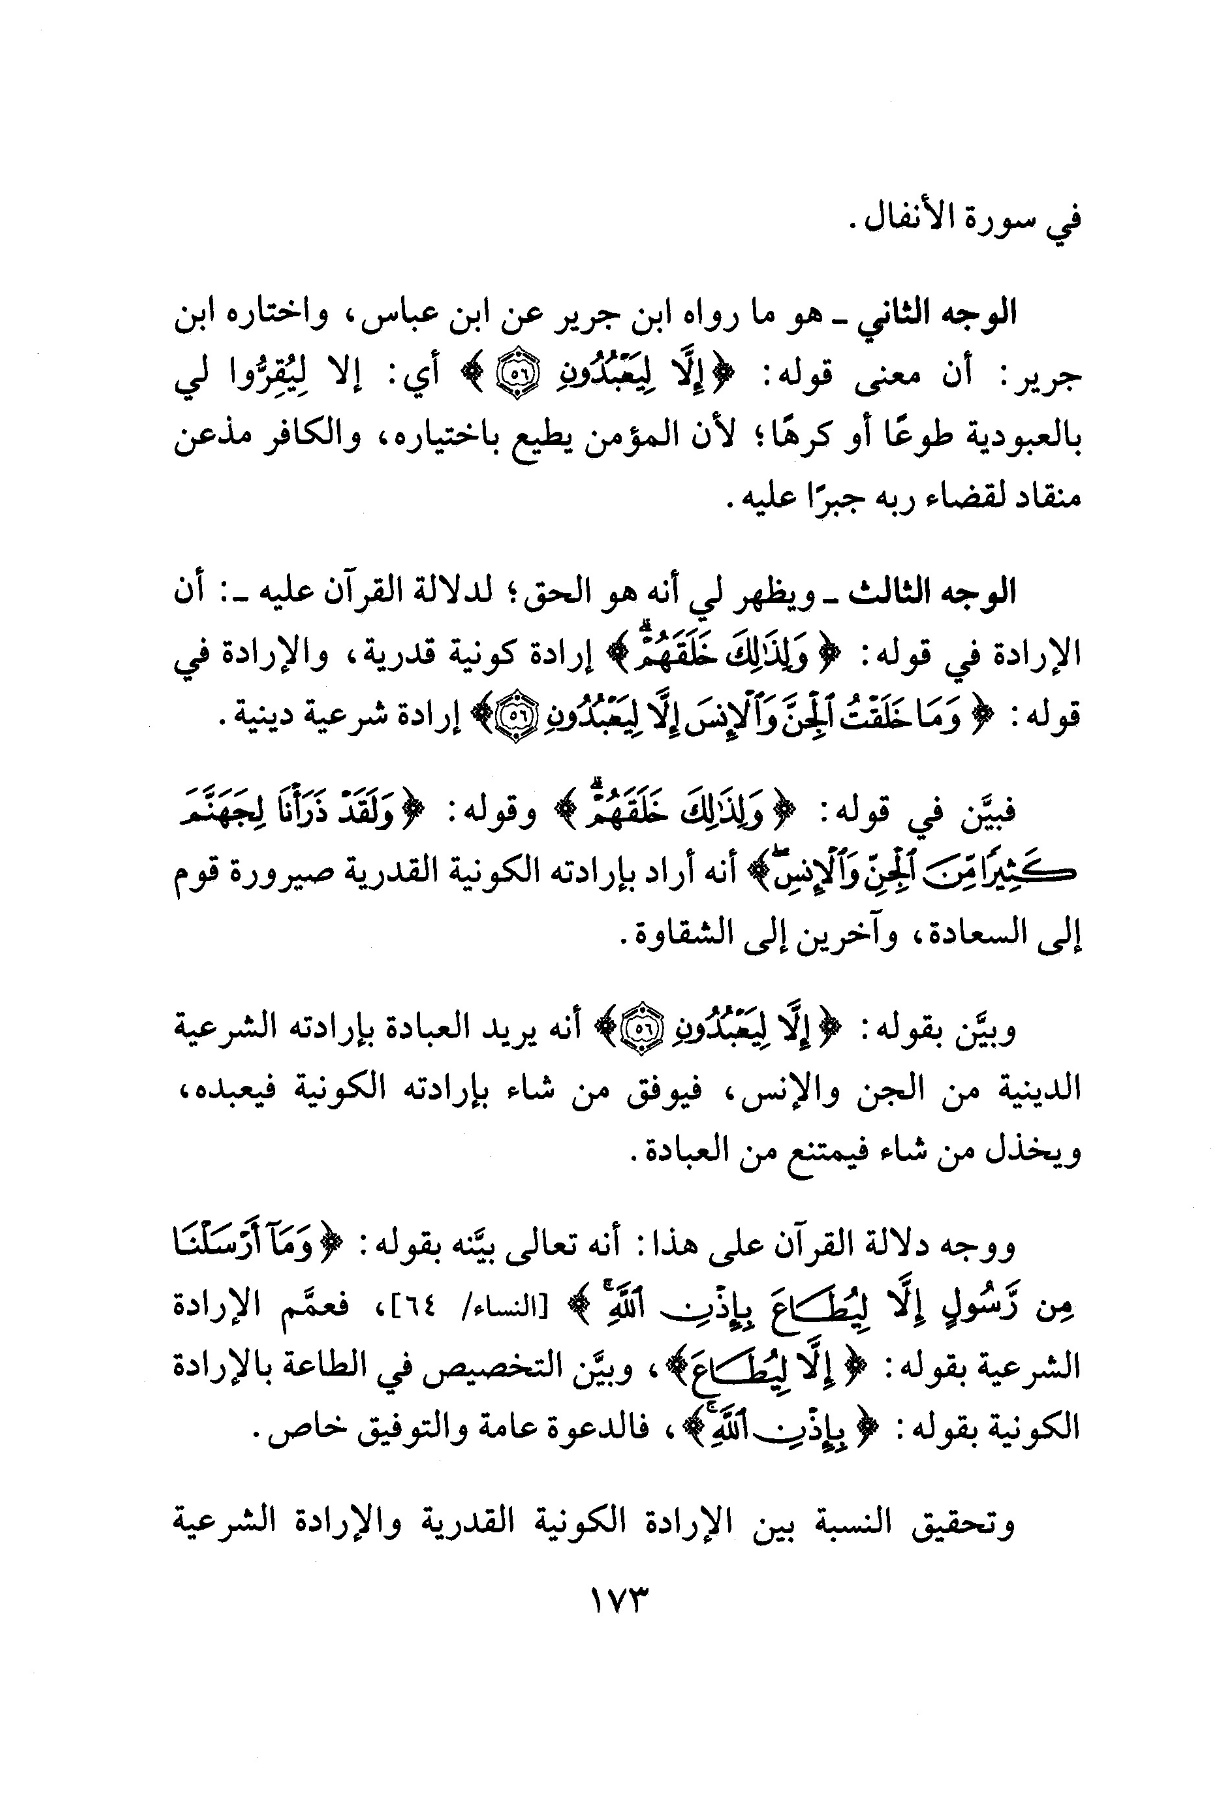 في سورة الأنفال.
الوجه الثاني ـ هو ما رواه ابن جرير عن ابن عباس، واختاره ابن
جرير: أن معنى قوله: ﴿إِلَّا لِيَعْبُدُونِ ٥٦﴾ أي: إلا لِيُقِرُّوا لي
بالعبودية طوعًا أو كرهًا؛ لأن المؤمن يطيع باختياره، والكافر مذعن
منقاد لقضاء ربه جبرًا عليه.
الوجه الثالث ـ ويظهر لي أنه هو الحق؛ لدلالة القرآن عليه ـ: أن
الإرادة في قوله: ﴿وَلِذَٰلِكَ خَلَقَهُمْۗ﴾ إرادة كونية قدرية، والإرادة في
قوله: ﴿وَمَا خَلَقْتُ ٱلْجِنَّ وَٱلْإِنسَ إِلَّا لِيَعْبُدُونِ ٥٦﴾ إرادة شرعية دينية.
فبيَّن في قوله: ﴿وَلِذَٰلِكَ خَلَقَهُمْۗ﴾ وقوله: ﴿وَلَقَدْ ذَرَأْنَا لِجَهَنَّمَ
كَثِيرًا مِّنَ ٱلْجِنِّ وَٱلْإِنسِۖ﴾ أنه أراد بإرادته الكونية القدرية صيرورة قوم
إلى السعادة، وآخرين إلى الشقاوة.
وبيَّن بقوله: ﴿إِلَّا لِيَعْبُدُونِ ٥٦﴾ أنه يريد العبادة بإرادته الشرعية
الدينية من الجن والإنس، فيوفق من شاء بإرادته الكونية فيعبده،
ويخذل من شاء فيمتنع من العبادة.
ووجه دلالة القرآن على هذا: أنه تعالى بيَّنه بقوله: ﴿وَمَآ أَرْسَلْنَا
مِن رَّسُولٍ إِلَّا لِيُطَاعَ بِإِذْنِ ٱللَّهِۚ﴾ [النساء/ ٦٤]، فعمَّم الإرادة
الشرعية بقوله: ﴿إِلَّا لِيُطَاعَ﴾، وبيَّن التخصيص في الطاعة بالإرادة
الكونية بقوله: ﴿بِإِذْنِ ٱللَّهِۚ﴾، فالدعوة عامة والتوفيق خاص.
وتحقيق النسبة بين الإرادة الكونية القدرية والإرادة الشرعية
١٧٣